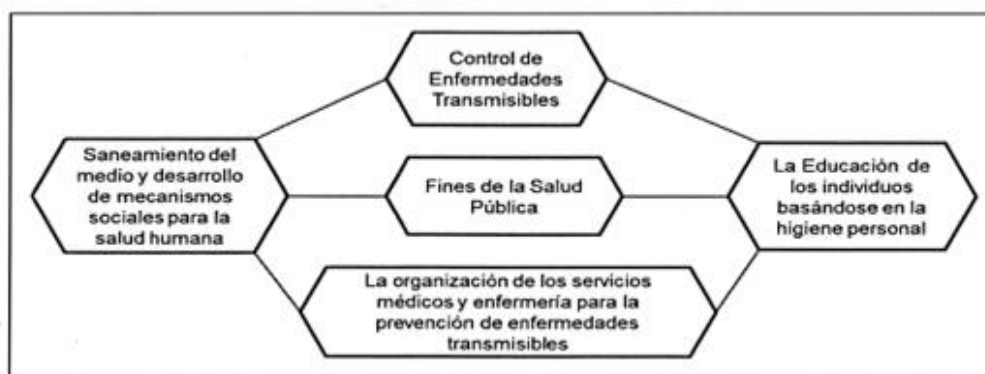 Control de
Enfermedades
Transmisibles
Saneamiento del
medio y desarrollo
de mecanismos
sociales para la
salud humana
Fines de la Salud
Pública
La Educación de
los individuos
basándose en la
higiene personal
La organización de los servicios
médicos y enfermería para la
prevención de enfermedades
transmisibles